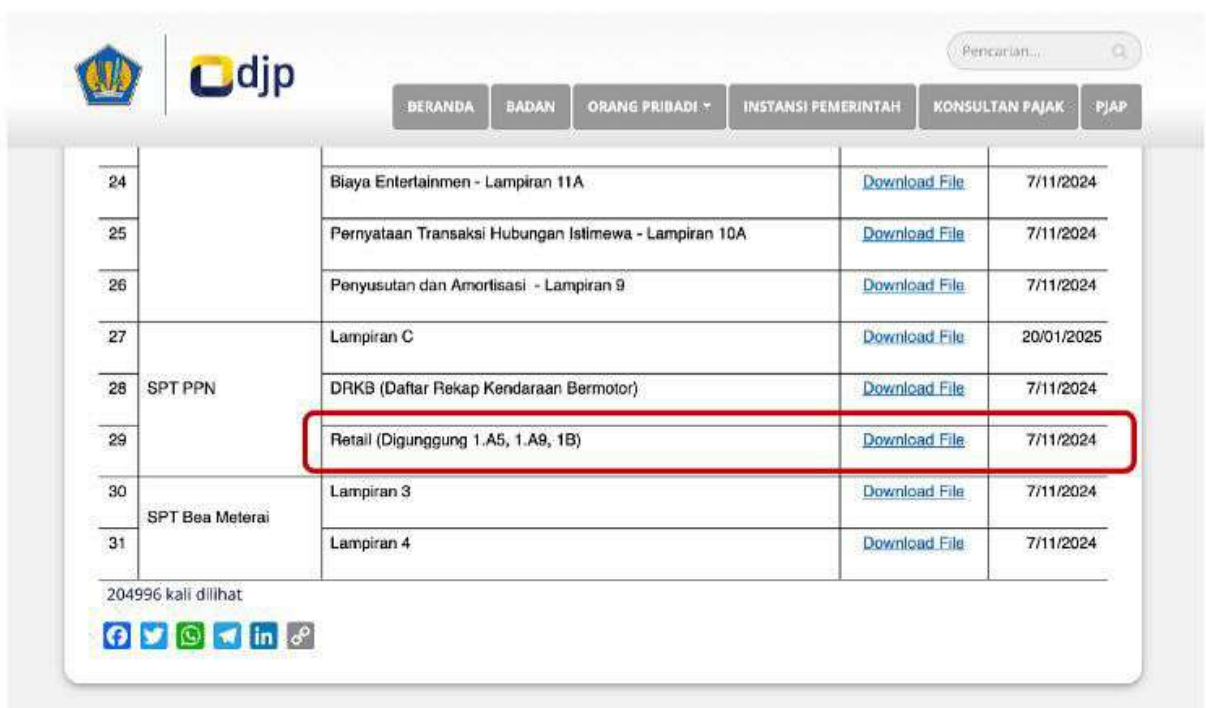 djp
Pencarian...
BERANDA BADAN ORANG PRIBADI INSTANSI PEMERINTAH KONSULTAN PAJAK PJAP
24 Biaya Entertainmen - Lampiran 11A Download File 7/11/2024
25 Pernyataan Transaksi Hubungan Istimewa - Lampiran 10A Download File 7/11/2024
26 Penyusutan dan Amortisasi - Lampiran 9 Download File 7/11/2024
27 Lampiran C Download File 20/01/2025
28 SPT PPN DRKB (Daftar Rekap Kendaraan Bermotor) Download File 7/11/2024
29 Retail (Digunggung 1.A5, 1.A9, 1B) Download File 7/11/2024
30 Lampiran 3 Download File 7/11/2024
SPT Bea Meterai
31 Lampiran 4 Download File 7/11/2024
204996 kali dilihat